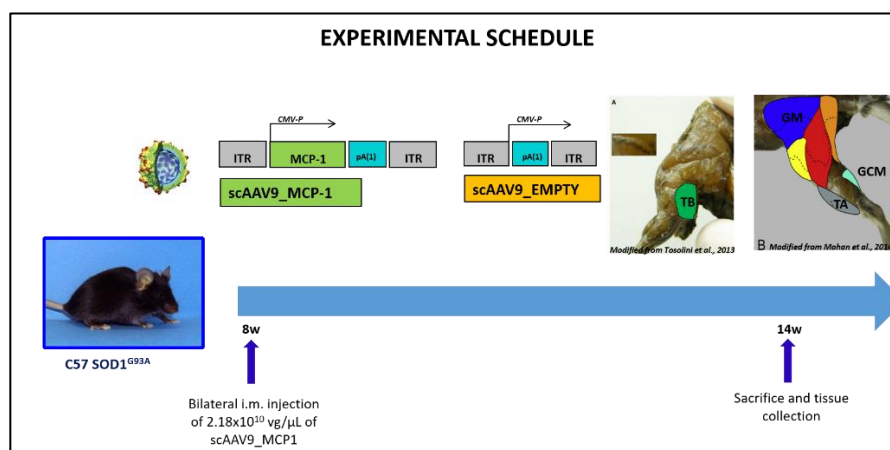 EXPERIMENTAL SCHEDULE
CMV-P
ITR MCP-1 pA(1) ITR
scAAV9_MCP-1
CMV-P
ITR pA(1) ITR
scAAV9_EMPTY
A
TB
Modified from Tosolini et al., 2013
GM
GCM
TA
B
Modified from Mohan et al.,
C57 SOD1G93A
8w
Bilateral i.m. injection
of 2.18x10¹⁰ vg/µL of
scAAV9_MCP1
14w
Sacrifice and tissue
collection